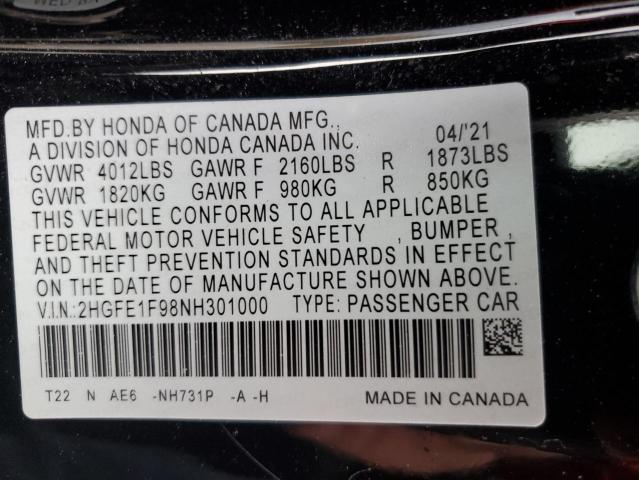 MFD.BY HONDA OF CANADA MFG., 04/'21
A DIVISION OF HONDA CANADA INC.
GVWR 4012LBS GAWR F 2160LBS R 1873LBS
GVWR 1820KG GAWR F 980KG R 850KG
THIS VEHICLE CONFORMS TO ALL APPLICABLE
FEDERAL MOTOR VEHICLE SAFETY , BUMPER ,
AND THEFT PREVENTION STANDARDS IN EFFECT
ON THE DATE OF MANUFACTURE SHOWN ABOVE.
V.I.N.:2HGFE1F98NH301000 TYPE: PASSENGER CAR
T22 N AE6 -NH731P -A -H MADE IN CANADA